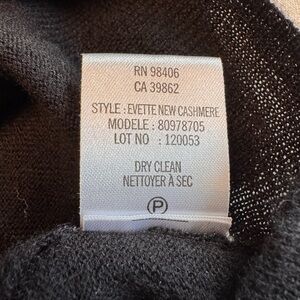 RN 98406
CA 39862
STYLE : EVETTE NEW CASHMERE
MODELE : 80978705
LOT NO : 120053
DRY CLEAN
NETTOYER À SEC
P